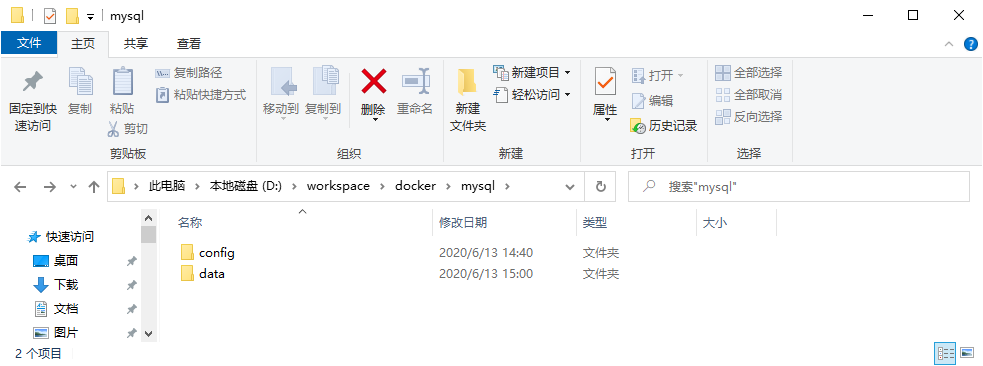 mysql
文件 主页 共享 查看
固定到快速访问
复制
粘贴
复制路径
粘贴快捷方式
剪切
剪贴板
移动到
复制到
删除
重命名
组织
新建文件夹
新建项目
轻松访问
新建
属性
打开
编辑
历史记录
打开
全部选择
全部取消
反向选择
选择
此电脑 本地磁盘 (D:) workspace docker mysql
搜索"mysql"
名称 修改日期 类型 大小
快速访问
桌面
下载
文档
图片
config 2020/6/13 14:40 文件夹
data 2020/6/13 15:00 文件夹
2 个项目